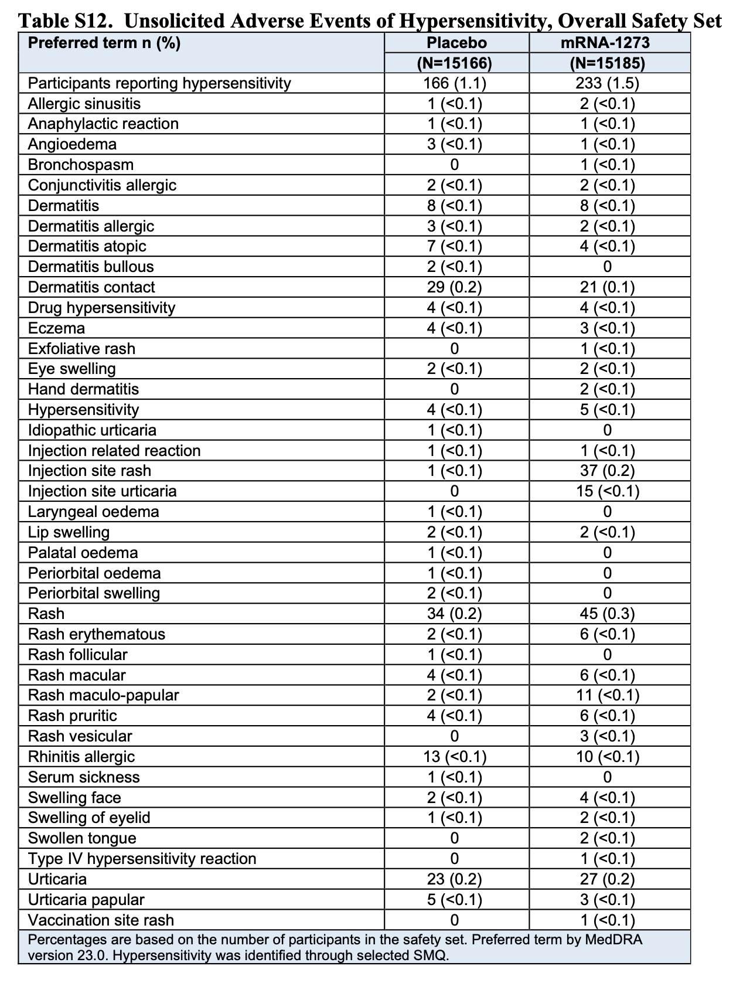 Table S12. Unsolicited Adverse Events of Hypersensitivity, Overall Safety Set
Preferred term n (%) Placebo mRNA-1273
(N=15166) (N=15185)
Participants reporting hypersensitivity 166 (1.1) 233 (1.5)
Allergic sinusitis 1 (<0.1) 2 (<0.1)
Anaphylactic reaction 1 (<0.1) 1 (<0.1)
Angioedema 3 (<0.1) 1 (<0.1)
Bronchospasm 0 1 (<0.1)
Conjunctivitis allergic 2 (<0.1) 2 (<0.1)
Dermatitis 8 (<0.1) 8 (<0.1)
Dermatitis allergic 3 (<0.1) 2 (<0.1)
Dermatitis atopic 7 (<0.1) 4 (<0.1)
Dermatitis bullous 2 (<0.1) 0
Dermatitis contact 29 (0.2) 21 (0.1)
Drug hypersensitivity 4 (<0.1) 4 (<0.1)
Eczema 4 (<0.1) 3 (<0.1)
Exfoliative rash 0 1 (<0.1)
Eye swelling 2 (<0.1) 2 (<0.1)
Hand dermatitis 0 2 (<0.1)
Hypersensitivity 4 (<0.1) 5 (<0.1)
Idiopathic urticaria 1 (<0.1) 0
Injection related reaction 1 (<0.1) 1 (<0.1)
Injection site rash 1 (<0.1) 37 (0.2)
Injection site urticaria 0 15 (<0.1)
Laryngeal oedema 1 (<0.1) 0
Lip swelling 2 (<0.1) 2 (<0.1)
Palatal oedema 1 (<0.1) 0
Periorbital oedema 1 (<0.1) 0
Periorbital swelling 2 (<0.1) 0
Rash 34 (0.2) 45 (0.3)
Rash erythematous 2 (<0.1) 6 (<0.1)
Rash follicular 1 (<0.1) 0
Rash macular 4 (<0.1) 6 (<0.1)
Rash maculo-papular 2 (<0.1) 11 (<0.1)
Rash pruritic 4 (<0.1) 6 (<0.1)
Rash vesicular 0 3 (<0.1)
Rhinitis allergic 13 (<0.1) 10 (<0.1)
Serum sickness 1 (<0.1) 0
Swelling face 2 (<0.1) 4 (<0.1)
Swelling of eyelid 1 (<0.1) 2 (<0.1)
Swollen tongue 0 2 (<0.1)
Type IV hypersensitivity reaction 0 1 (<0.1)
Urticaria 23 (0.2) 27 (0.2)
Urticaria papular 5 (<0.1) 3 (<0.1)
Vaccination site rash 0 1 (<0.1)
Percentages are based on the number of participants in the safety set. Preferred term by MedDRA
version 23.0. Hypersensitivity was identified through selected SMQ.